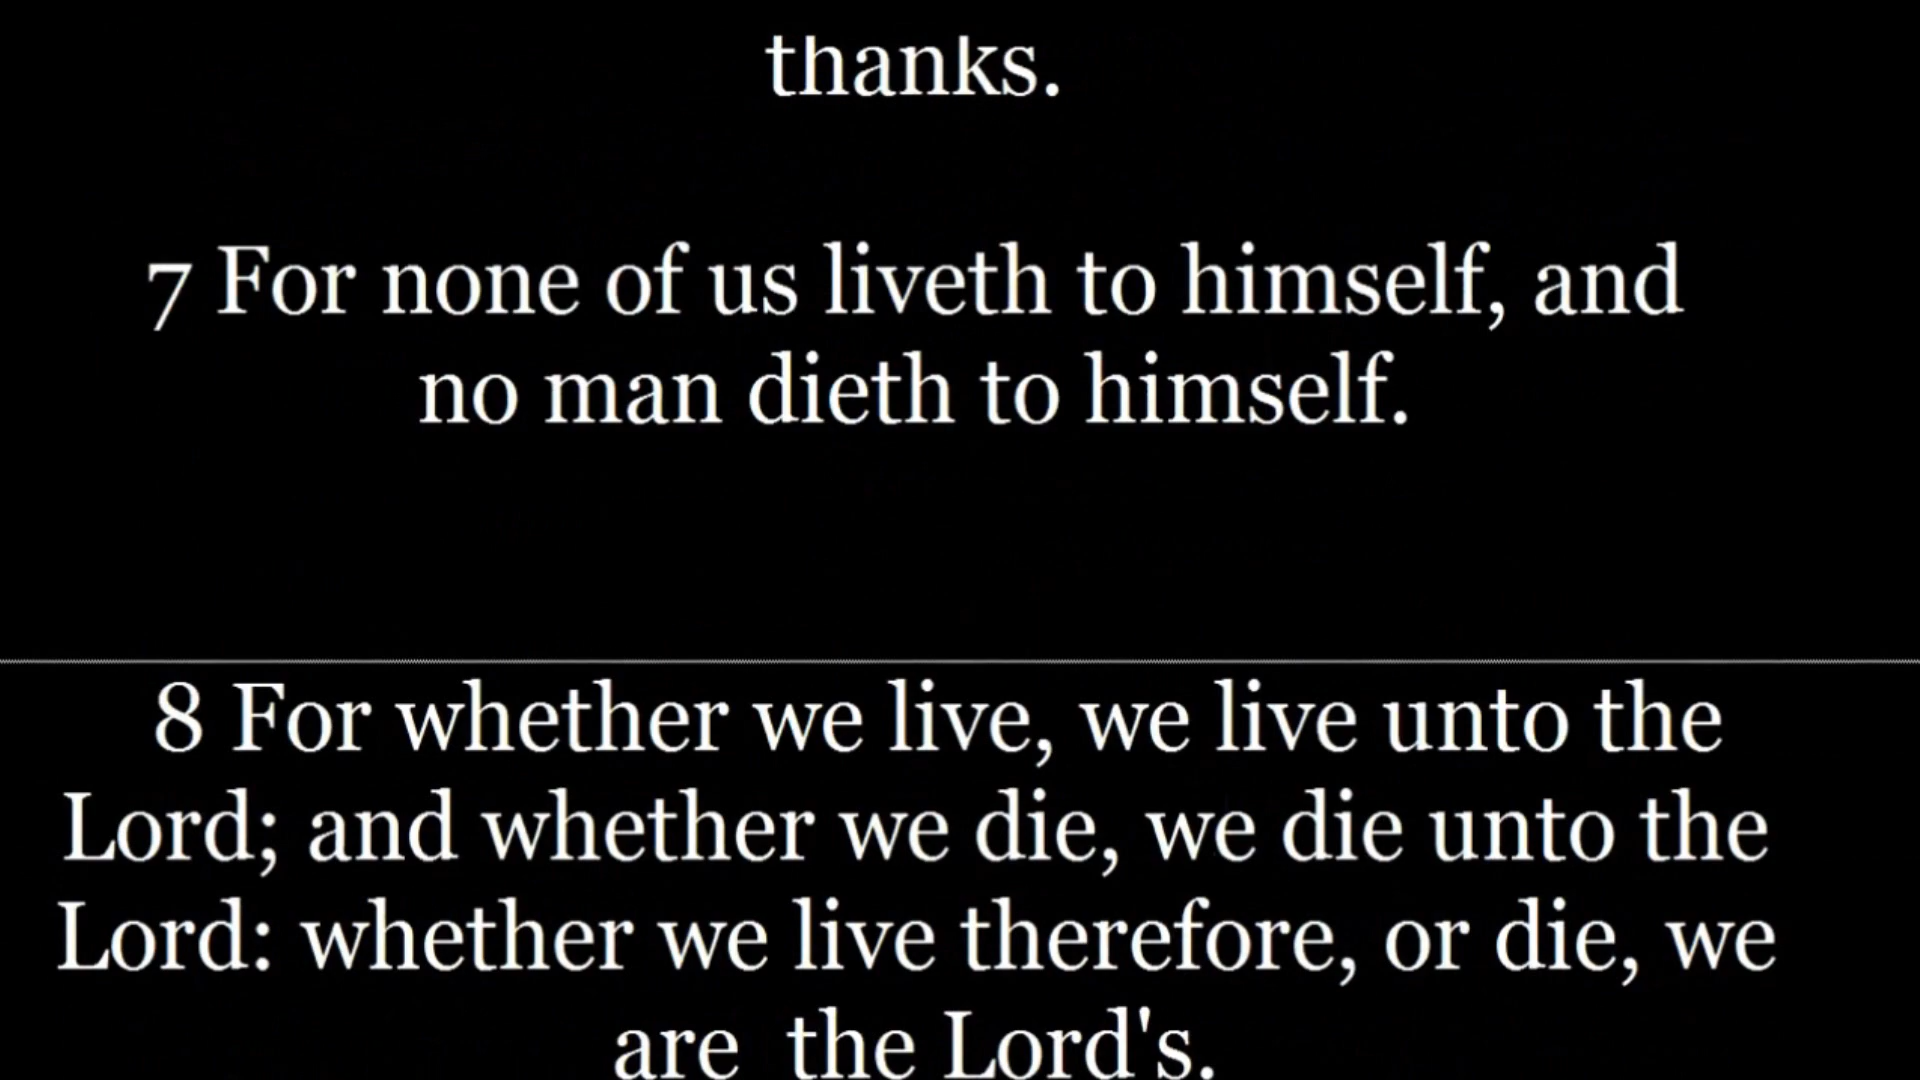 thanks.
7 For none of us liveth to himself, and
no man dieth to himself.
8 For whether we live, we live unto the
Lord; and whether we die, we die unto the
Lord: whether we live therefore, or die, we
are  the Lord's.